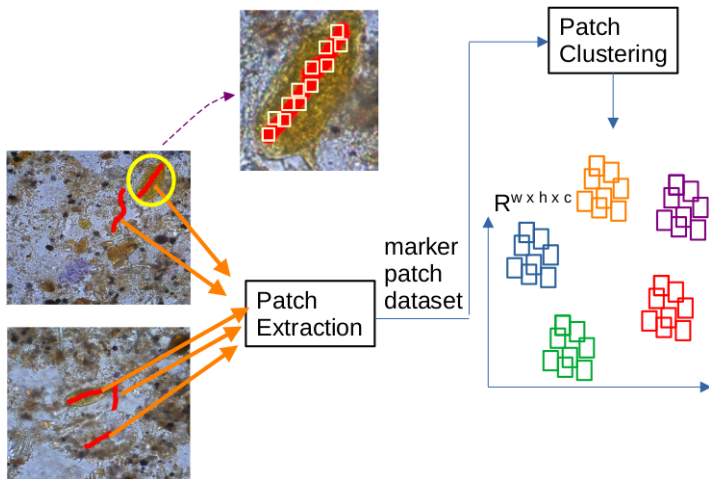 Patch
Clustering
R^w x h x c
marker
patch
dataset
Patch
Extraction